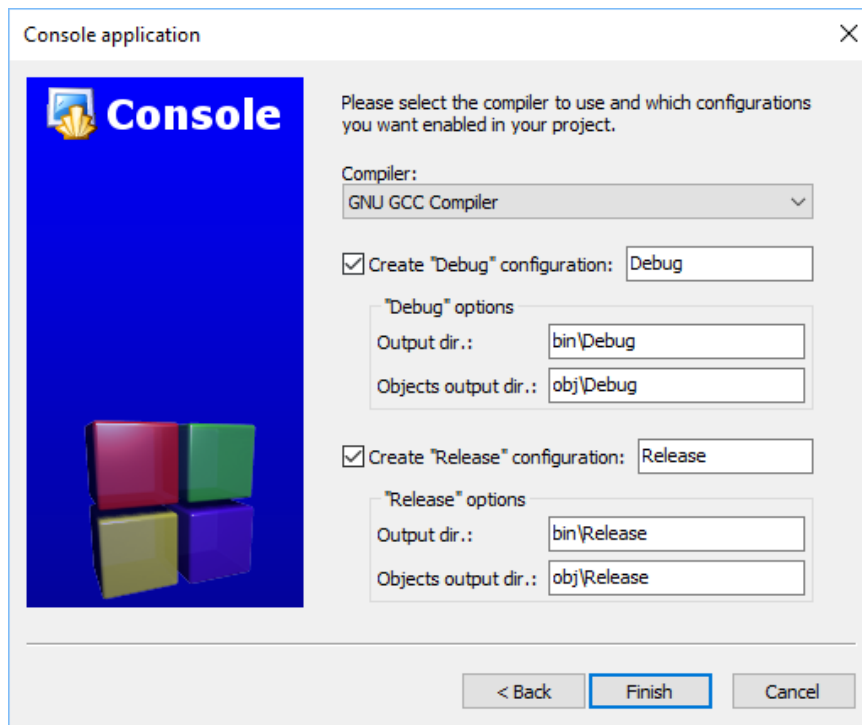 Console application
Console
Please select the compiler to use and which configurations
you want enabled in your project.
Compiler:
GNU GCC Compiler
Create "Debug" configuration: Debug
"Debug" options
Output dir.: bin\Debug
Objects output dir.: obj\Debug
Create "Release" configuration: Release
"Release" options
Output dir.: bin\Release
Objects output dir.: obj\Release
< Back Finish Cancel